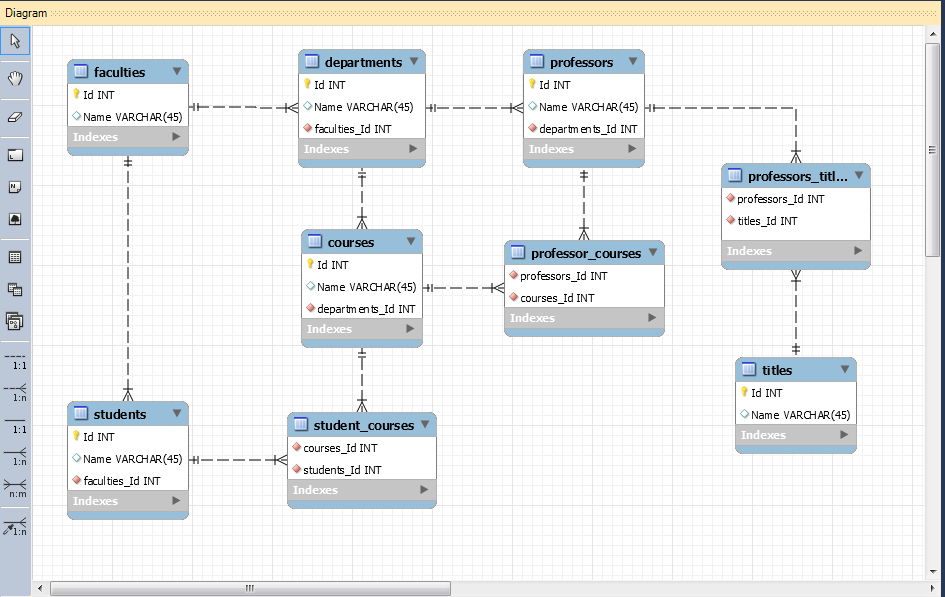 Diagram
faculties
Id INT
Name VARCHAR(45)
Indexes
departments
Id INT
Name VARCHAR(45)
faculties_Id INT
Indexes
professors
Id INT
Name VARCHAR(45)
departments_Id INT
Indexes
professors_titl...
professors_Id INT
titles_Id INT
Indexes
courses
Id INT
Name VARCHAR(45)
departments_Id INT
Indexes
professor_courses
professors_Id INT
courses_Id INT
Indexes
titles
Id INT
Name VARCHAR(45)
Indexes
students
Id INT
Name VARCHAR(45)
faculties_Id INT
Indexes
student_courses
courses_Id INT
students_Id INT
Indexes
1:1
1:n
1:1
1:n
n:m
1:n